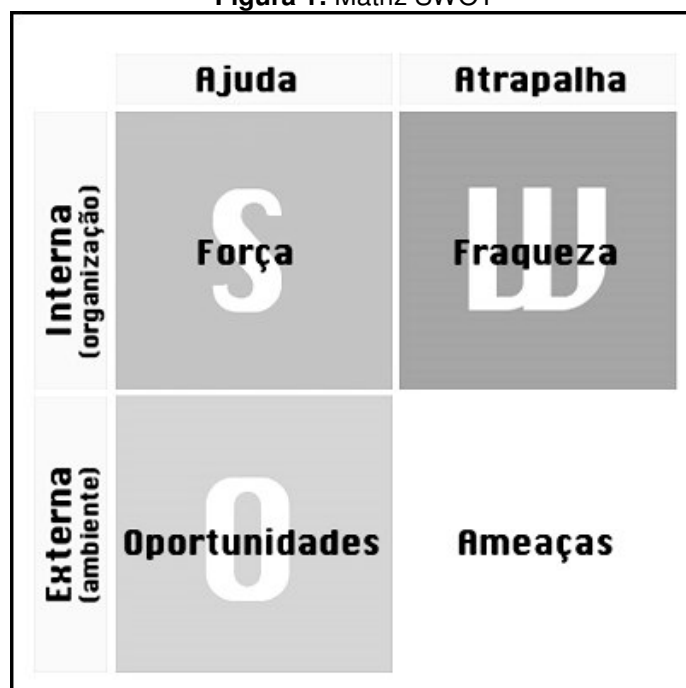 Figura 1: Matriz SWOT
Ajuda
Atrapalha
Interna
(organização)
S
Força
W
Fraqueza
Externa
(ambiente)
O
Oportunidades
Ameaças